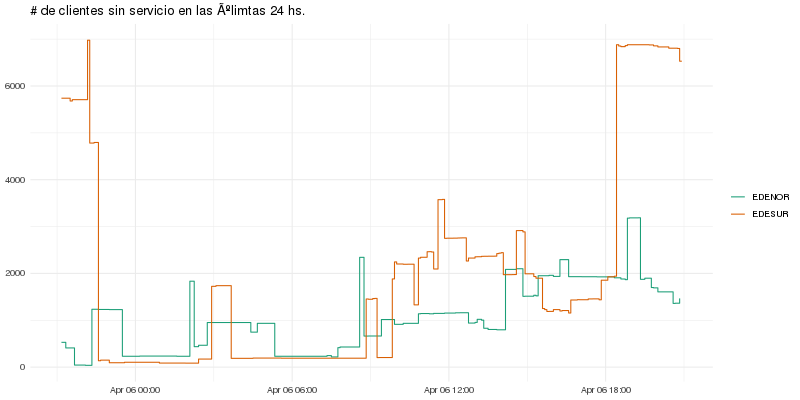 # de clientes sin servicio en las Ãºlimtas 24 hs.
6000
4000
2000
0
Apr 06 00:00
Apr 06 06:00
Apr 06 12:00
Apr 06 18:00
EDENOR
EDESUR